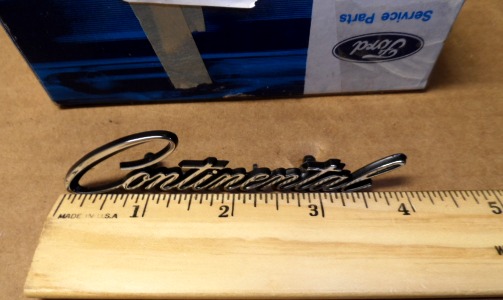 Service Parts
Ford
Continental
1 2 3 4 5
MADE IN U.S.A
W